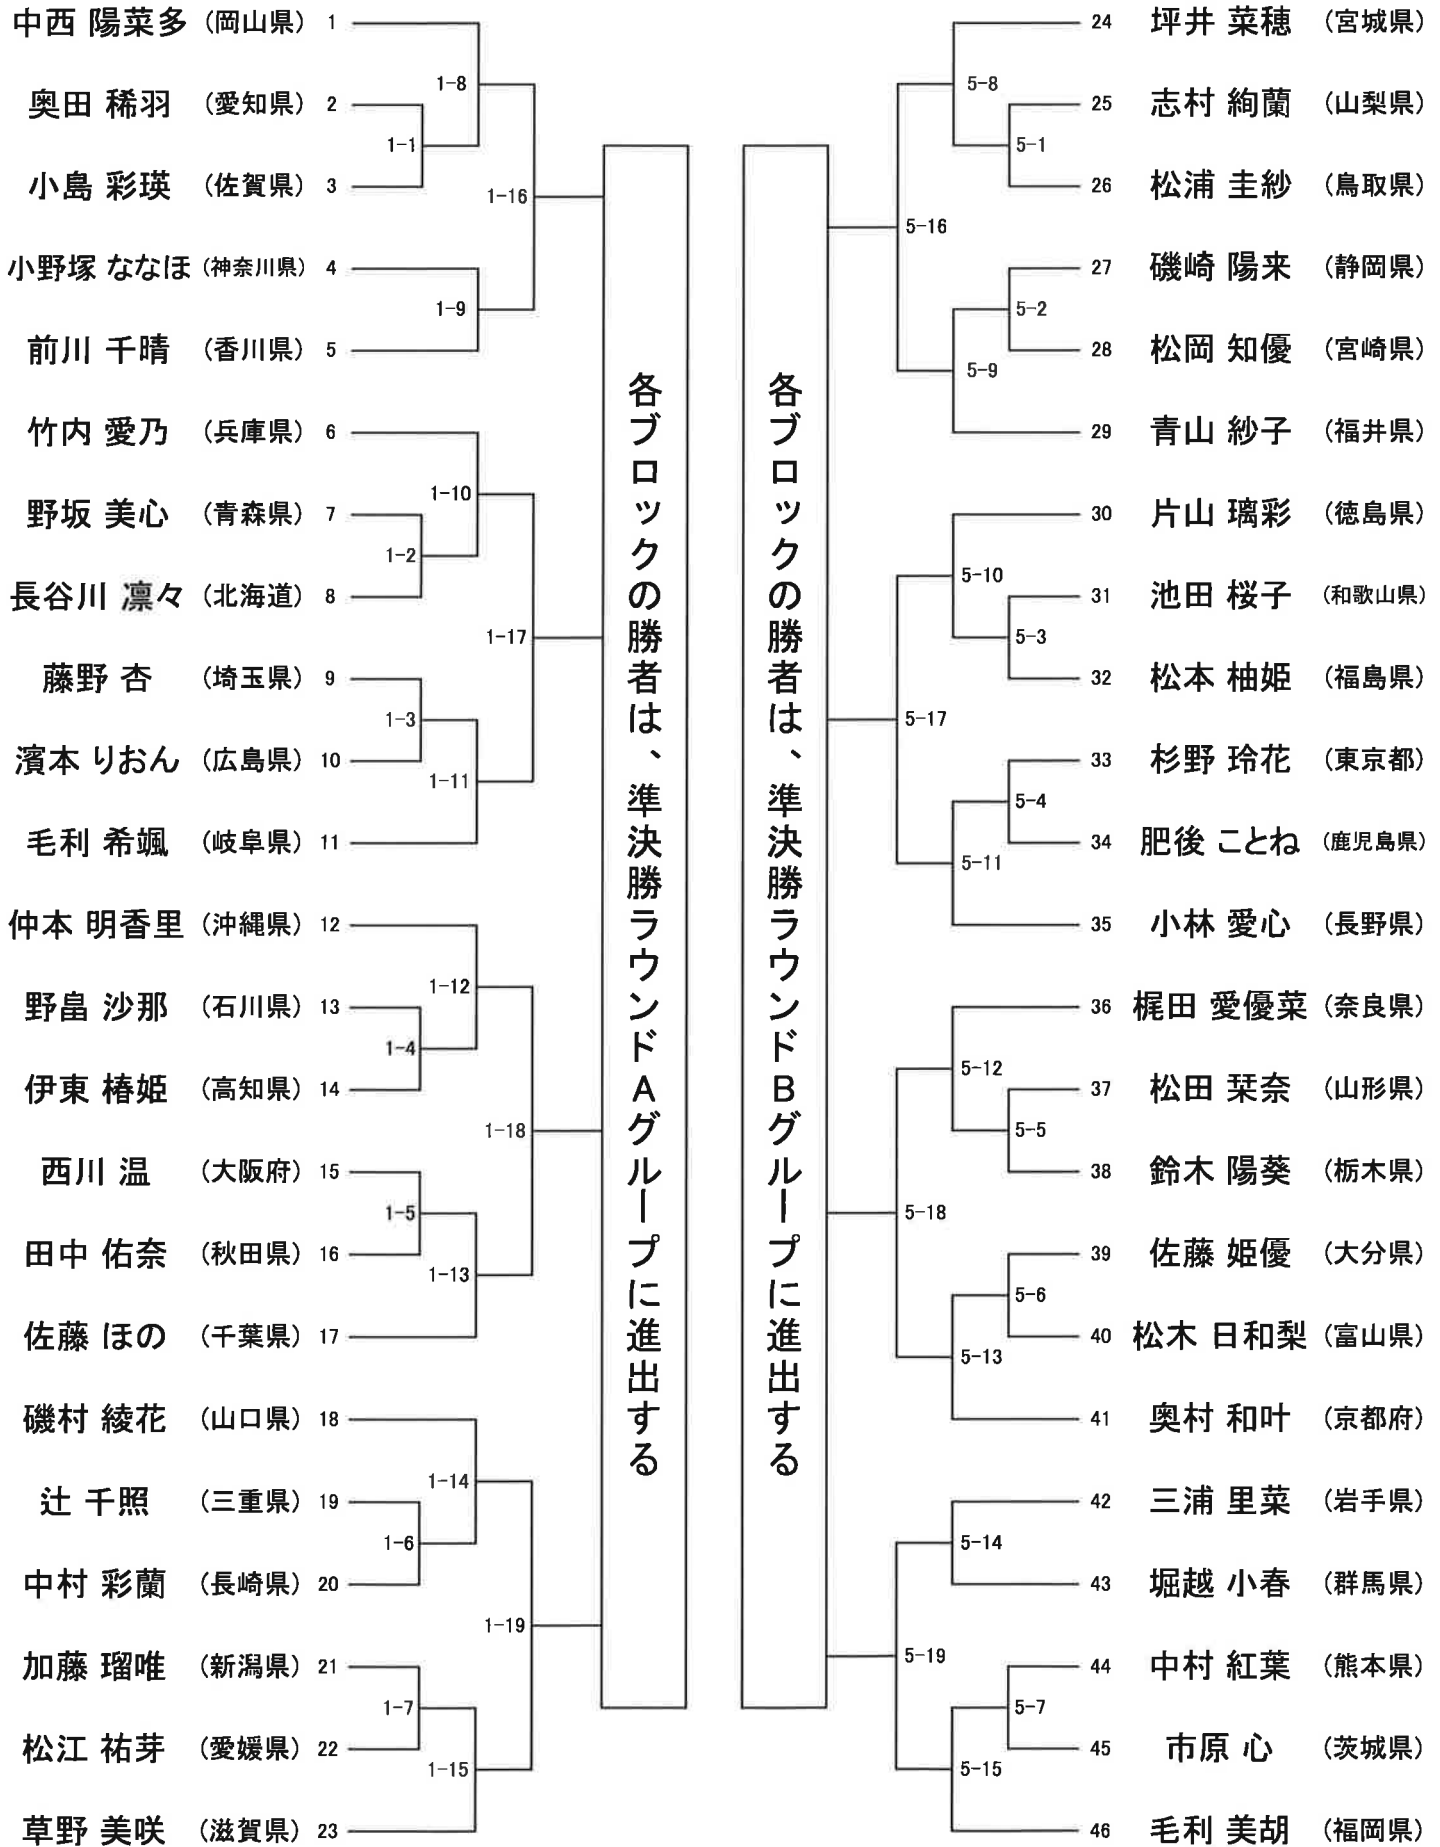 中西 陽菜多 (岡山県) 1
1-8
奥田 稀羽 (愛知県) 2
1-1
小島 彩瑛 (佐賀県) 3
1-16
小野塚 ななほ (神奈川県) 4
1-9
前川 千晴 (香川県) 5
竹内 愛乃 (兵庫県) 6
1-10
野坂 美心 (青森県) 7
1-2
長谷川 凛々 (北海道) 8
1-17
藤野 杏 (埼玉県) 9
1-3
濱本 りおん (広島県) 10
1-11
毛利 希颯 (岐阜県) 11
仲本 明香里 (沖縄県) 12
1-12
野畠 沙那 (石川県) 13
1-4
伊東 椿姫 (高知県) 14
1-18
西川 温 (大阪府) 15
1-5
田中 佑奈 (秋田県) 16
1-13
佐藤 ほの (千葉県) 17
磯村 綾花 (山口県) 18
1-14
辻 千照 (三重県) 19
1-6
中村 彩蘭 (長崎県) 20
1-19
加藤 瑠唯 (新潟県) 21
1-7
松江 祐芽 (愛媛県) 22
1-15
草野 美咲 (滋賀県) 23
各ブロックの勝者は、準決勝ラウンドAグループに進出する
各ブロックの勝者は、準決勝ラウンドBグループに進出する
24 坪井 菜穂 (宮城県)
5-8
25 志村 絢蘭 (山梨県)
5-1
26 松浦 圭紗 (鳥取県)
5-16
27 磯崎 陽来 (静岡県)
5-2
28 松岡 知優 (宮崎県)
5-9
29 青山 紗子 (福井県)
30 片山 璃彩 (徳島県)
5-10
31 池田 桜子 (和歌山県)
5-3
32 松本 柚姫 (福島県)
5-17
33 杉野 玲花 (東京都)
5-4
34 肥後 ことね (鹿児島県)
5-11
35 小林 愛心 (長野県)
36 梶田 愛優菜 (奈良県)
5-12
37 松田 栞奈 (山形県)
5-5
38 鈴木 陽葵 (栃木県)
5-18
39 佐藤 姫優 (大分県)
5-6
40 松木 日和梨 (富山県)
5-13
41 奥村 和叶 (京都府)
42 三浦 里菜 (岩手県)
5-14
43 堀越 小春 (群馬県)
5-19
44 中村 紅葉 (熊本県)
5-7
45 市原 心 (茨城県)
5-15
46 毛利 美胡 (福岡県)